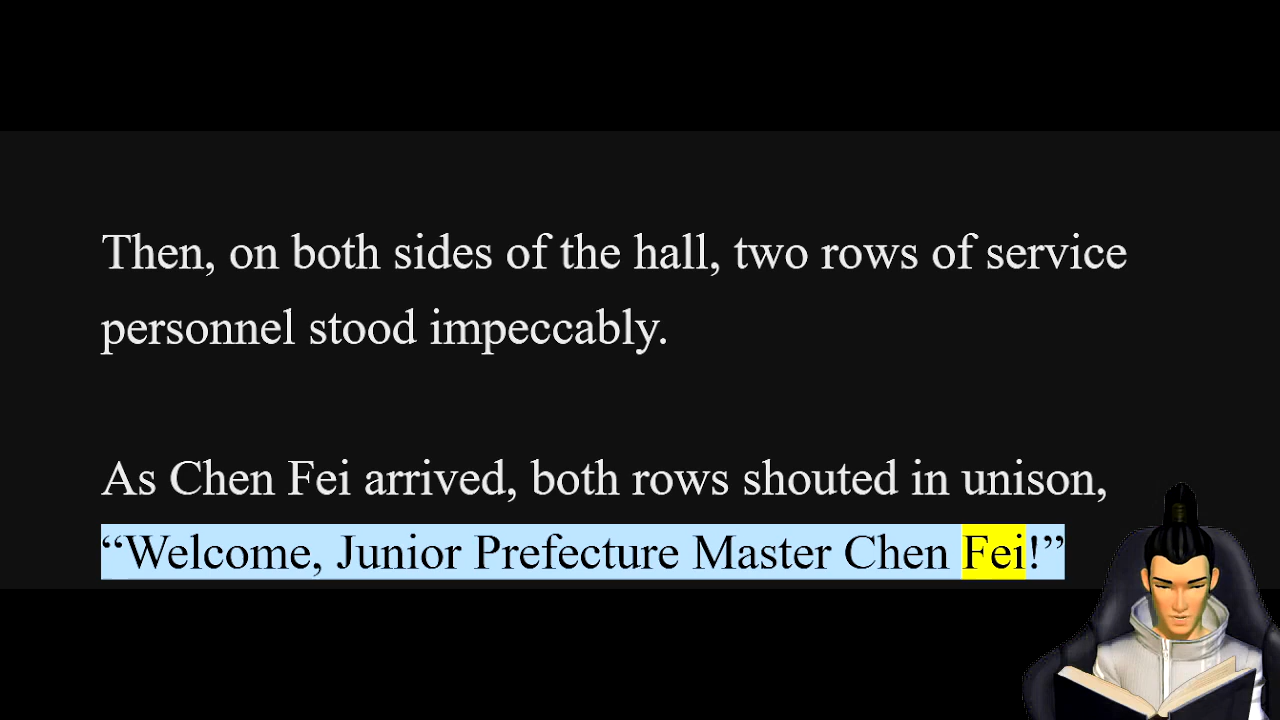 Then, on both sides of the hall, two rows of service
personnel stood impeccably.
As Chen Fei arrived, both rows shouted in unison,
“Welcome, Junior Prefecture Master Chen Fei!”